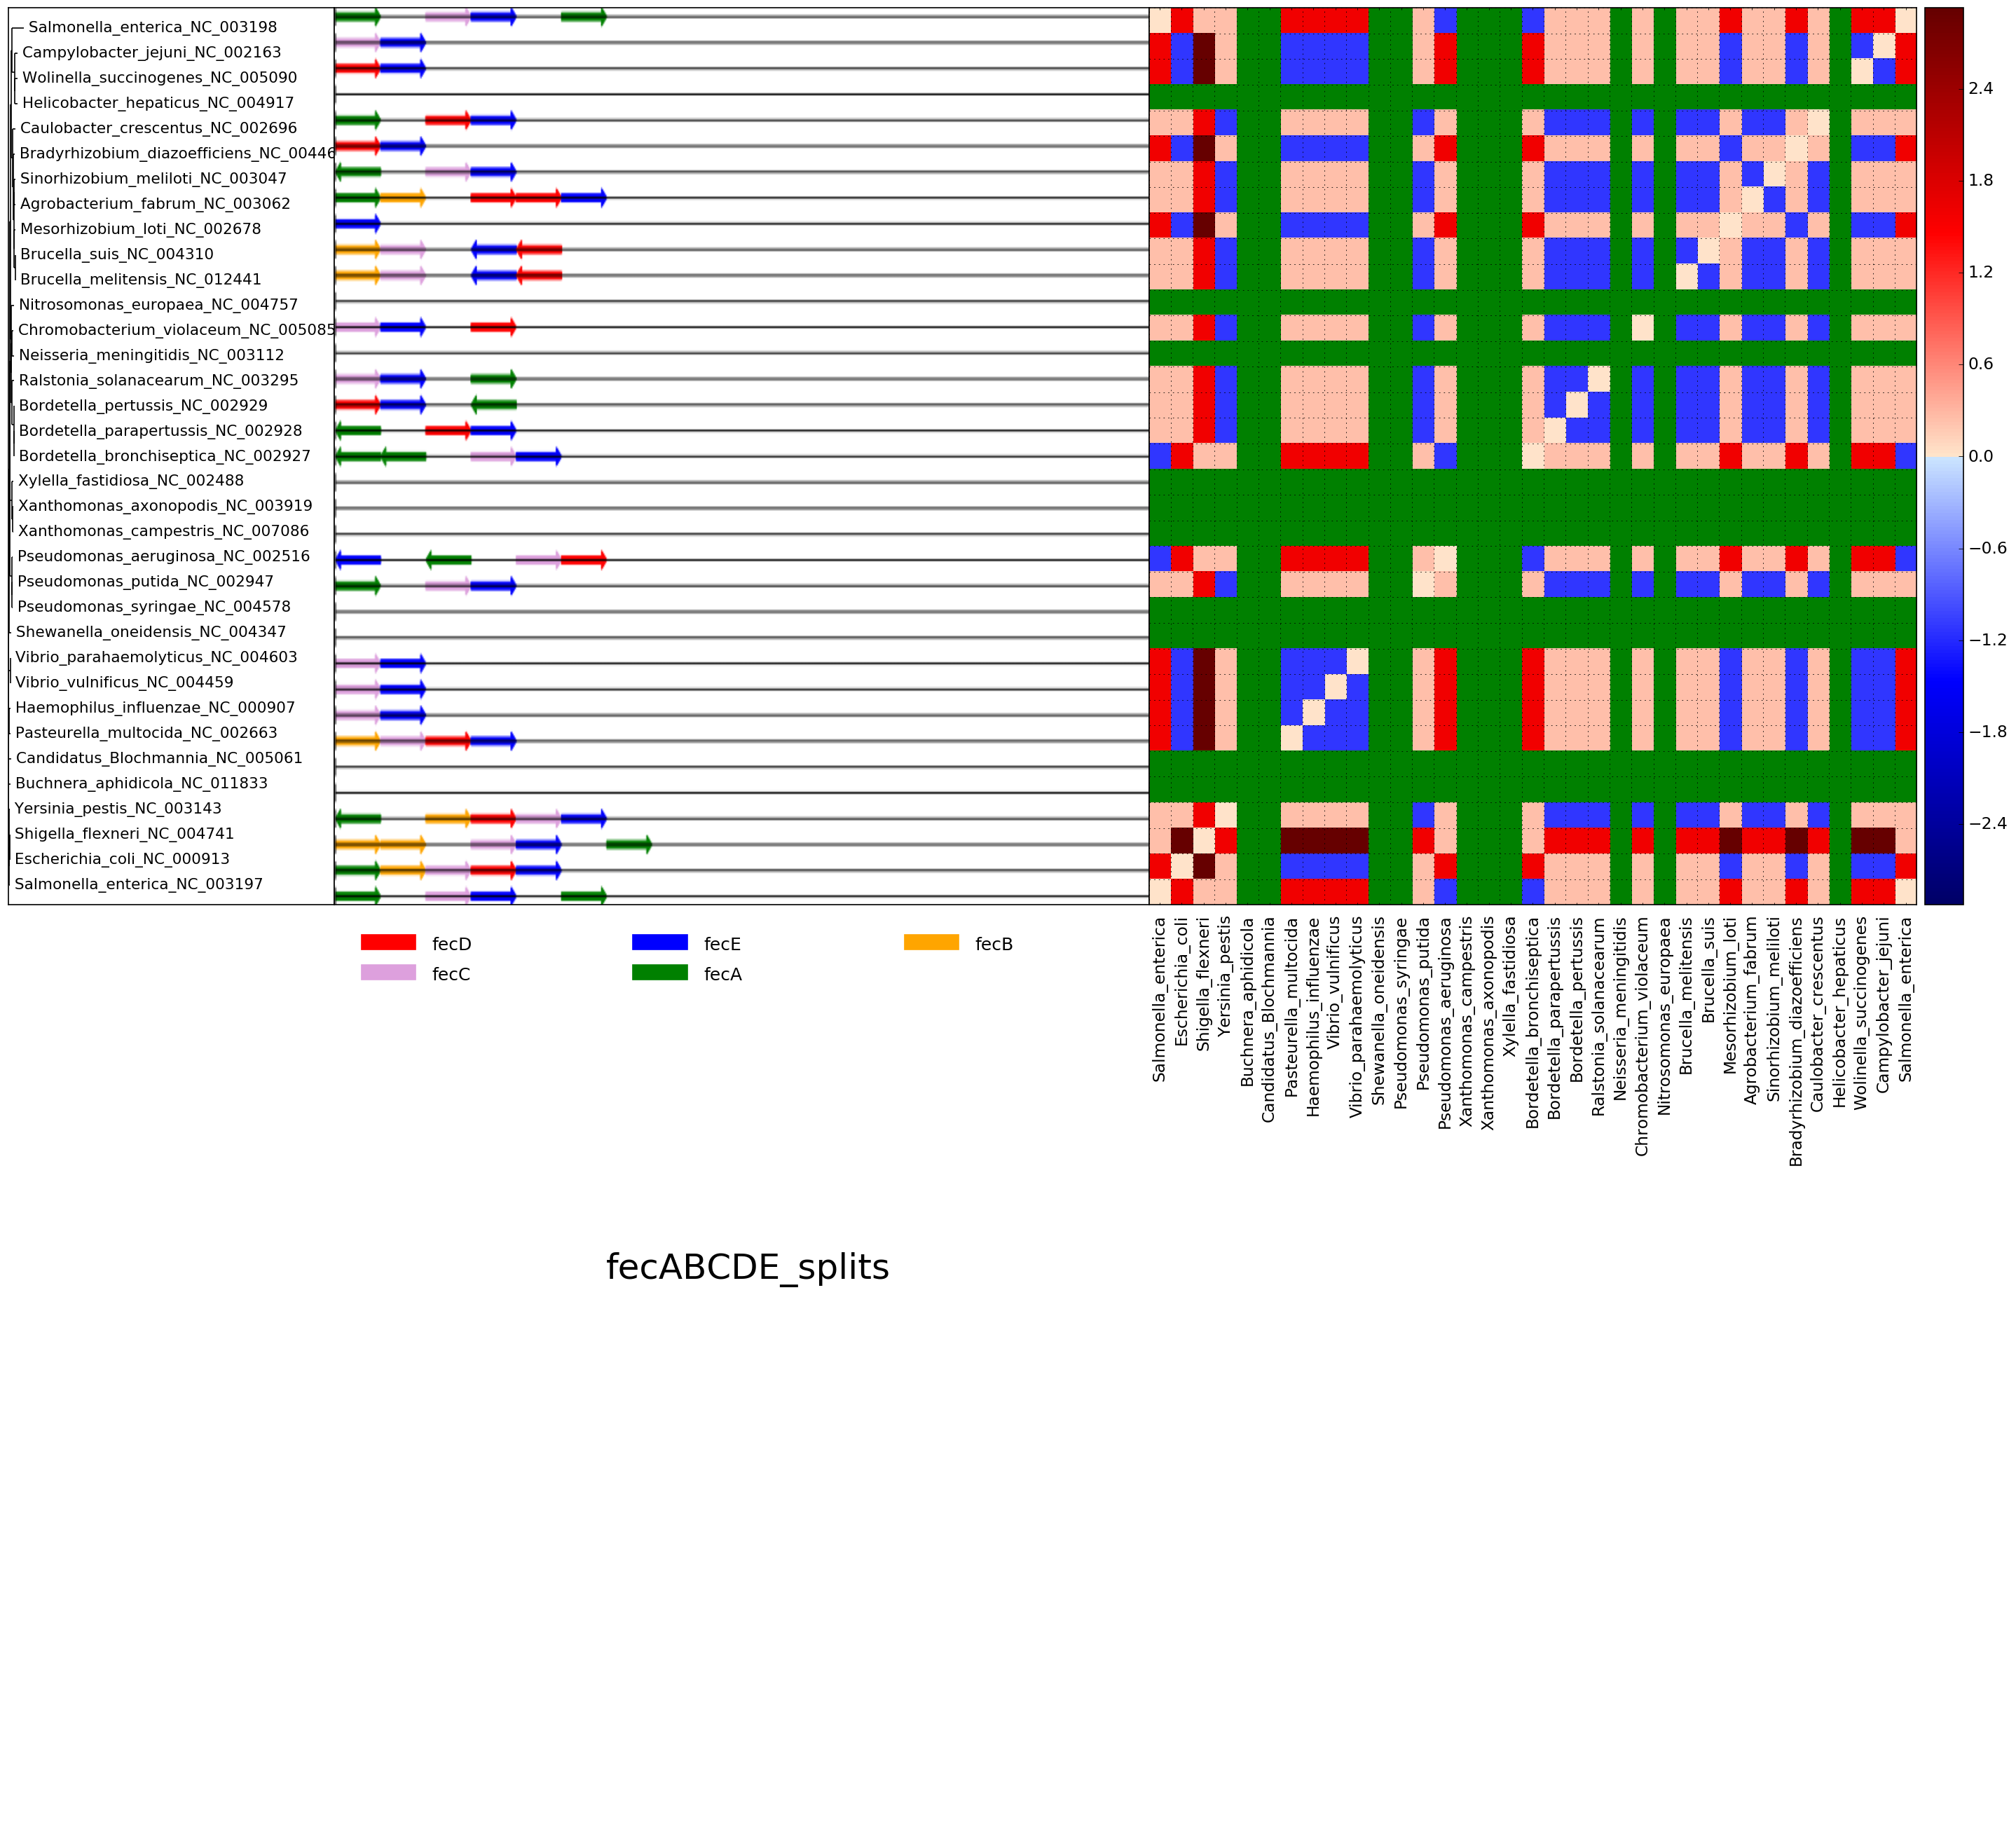 Salmonella_enterica_NC_003198
Campylobacter_jejuni_NC_002163
Wolinella_succinogenes_NC_005090
Helicobacter_hepaticus_NC_004917
Caulobacter_crescentus_NC_002696
Bradyrhizobium_diazoefficiens_NC_00446
Sinorhizobium_meliloti_NC_003047
Agrobacterium_fabrum_NC_003062
Mesorhizobium_loti_NC_002678
Brucella_suis_NC_004310
Brucella_melitensis_NC_012441
Nitrosomonas_europaea_NC_004757
Chromobacterium_violaceum_NC_005085
Neisseria_meningitidis_NC_003112
Ralstonia_solanacearum_NC_003295
Bordetella_pertussis_NC_002929
Bordetella_parapertussis_NC_002928
Bordetella_bronchiseptica_NC_002927
Xylella_fastidiosa_NC_002488
Xanthomonas_axonopodis_NC_003919
Xanthomonas_campestris_NC_007086
Pseudomonas_aeruginosa_NC_002516
Pseudomonas_putida_NC_002947
Pseudomonas_syringae_NC_004578
Shewanella_oneidensis_NC_004347
Vibrio_parahaemolyticus_NC_004603
Vibrio_vulnificus_NC_004459
Haemophilus_influenzae_NC_000907
Pasteurella_multocida_NC_002663
Candidatus_Blochmannia_NC_005061
Buchnera_aphidicola_NC_011833
Yersinia_pestis_NC_003143
Shigella_flexneri_NC_004741
Escherichia_coli_NC_000913
Salmonella_enterica_NC_003197
2.4
1.8
1.2
0.6
0.0
−0.6
−1.2
−1.8
−2.4
fecD
fecE
fecB
fecC
fecA
Salmonella_enterica
Escherichia_coli
Shigella_flexneri
Yersinia_pestis
Buchnera_aphidicola
Candidatus_Blochmannia
Pasteurella_multocida
Haemophilus_influenzae
Vibrio_vulnificus
Vibrio_parahaemolyticus
Shewanella_oneidensis
Pseudomonas_syringae
Pseudomonas_putida
Pseudomonas_aeruginosa
Xanthomonas_campestris
Xanthomonas_axonopodis
Xylella_fastidiosa
Bordetella_bronchiseptica
Bordetella_parapertussis
Bordetella_pertussis
Ralstonia_solanacearum
Neisseria_meningitidis
Chromobacterium_violaceum
Nitrosomonas_europaea
Brucella_melitensis
Brucella_suis
Mesorhizobium_loti
Agrobacterium_fabrum
Sinorhizobium_meliloti
Bradyrhizobium_diazoefficiens
Caulobacter_crescentus
Helicobacter_hepaticus
Wolinella_succinogenes
Campylobacter_jejuni
Salmonella_enterica
fecABCDE_splits